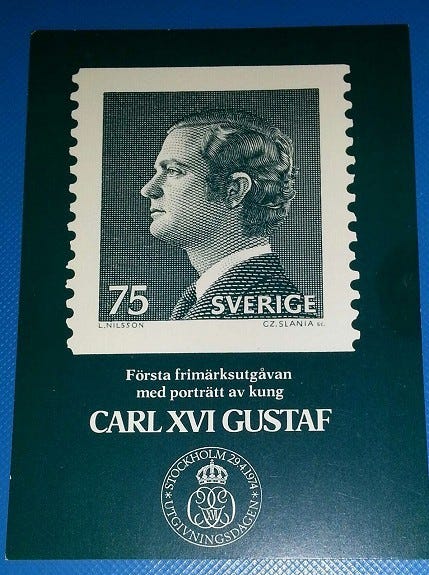 75 SVERIGE
L.NILSSON CZ.SLANIA sc.
Första frimärksutgåvan
med porträtt av kung
CARL XVI GUSTAF
*STOCKHOLM 29.4.1974*
UTGIVNINGSDAGEN